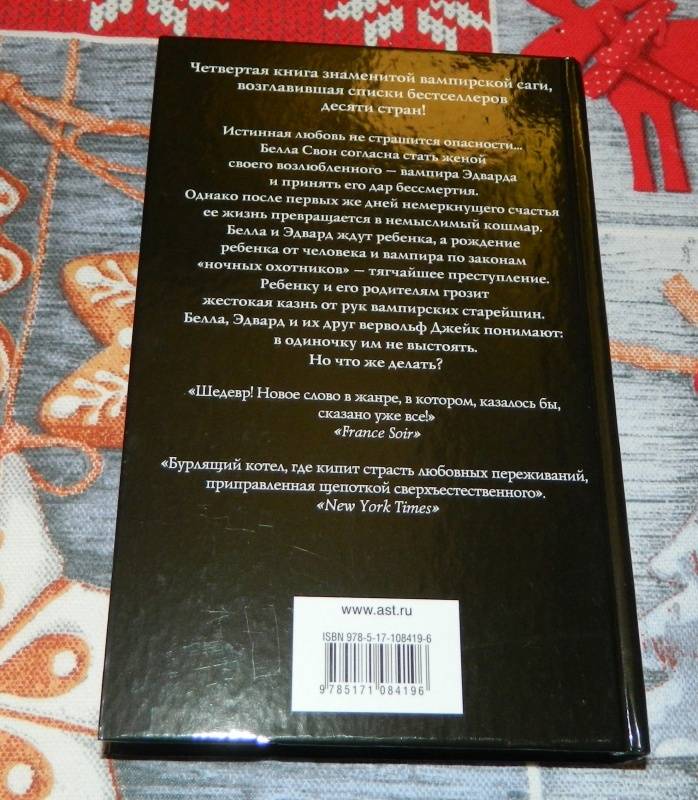 Четвертая книга знаменитой вампирской саги,
возглавившая списки бестселлеров
десяти стран!
Истинная любовь не страшится опасности...
Белла Свон согласна стать женой
своего возлюбленного — вампира Эдварда
и принять его дар бессмертия.
Однако после первых же дней немеркнущего счастья
ее жизнь превращается в немыслимый кошмар.
Белла и Эдвард ждут ребенка, а рождение
ребенка от человека и вампира по законам
«ночных охотников» — тягчайшее преступление.
Ребенку и его родителям грозит
жестокая казнь от рук вампирских старейшин.
Белла, Эдвард и их друг вервольф Джейк понимают:
в одиночку им не выстоять.
Но что же делать?
«Шедевр! Новое слово в жанре, в котором, казалось бы,
сказано уже все!»
«France Soir»
«Бурлящий котел, где кипит страсть любовных переживаний,
приправленная щепоткой сверхъестественного».
«New York Times»
www.ast.ru
ISBN 978-5-17-108419-6
9785171084196